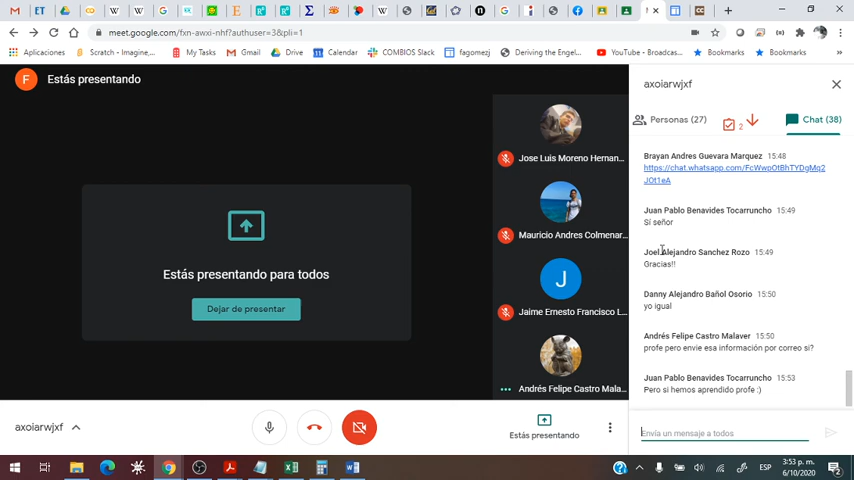 meet.google.com/fxn-awxi-nhf?authuser=3&pli=1
Aplicaciones
Scratch - Imagine,...
My Tasks
Gmail
Drive
Calendar
COMBIOS Slack
fagomezj
Deriving the Engel...
YouTube - Broadcas...
Bookmarks
Bookmarks
»
F
Estás presentando
Estás presentando para todos
Dejar de presentar
Jose Luis Moreno Hernan...
Mauricio Andres Colmenar...
J
Jaime Ernesto Francisco L...
Andrés Felipe Castro Mala...
axoiarwjxf
Personas (27)
2
Chat (38)
Brayan Andres Guevara Marquez 15:48
https://chat.whatsapp.com/FcWwpOtBhTYDgMq2
JOt1eA
Juan Pablo Benavides Tocarruncho 15:49
Sí señor
Joel Alejandro Sanchez Rozo 15:49
Gracias!!
Danny Alejandro Bañol Osorio 15:50
yo igual
Andrés Felipe Castro Malaver 15:50
profe pero envie esa información por correo si?
Juan Pablo Benavides Tocarruncho 15:53
Pero si hemos aprendido profe :)
Envía un mensaje a todos
axoiarwjxf
Estás presentando
ESP
3:53 p.m.
6/10/2020
2